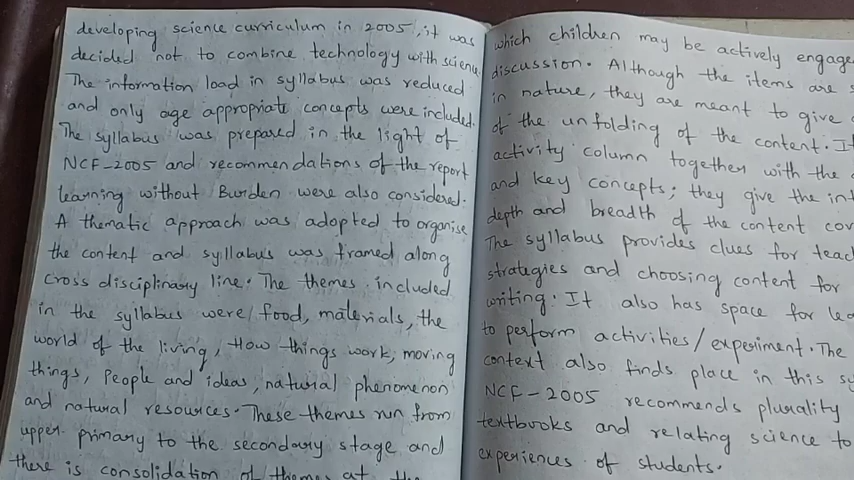 developing science curriculum in 2005, it was
decided not to combine technology with science.
The information load in syllabus was reduced
and only age appropriate concepts were included.
The syllabus was prepared in the light of
NCF-2005 and recommendations of the report
learning without Burden were also considered.
A thematic approach was adopted to organise
the content and syllabus was framed along
cross disciplinary line. The themes included
in the syllabus were/ food, materials, the
world of the living, How things work, moving
things, People and ideas, natural phenomenon
and natural resources. These themes run from
upper primary to the secondary stage and
there is consolidation of themes at the
which children may be actively engage
discussion. Although the items are
in nature, they are meant to give
of the unfolding of the content. It
activity column together with the
and key concepts; they give the int
depth and breadth of the content cov
The syllabus provides clues for teac
strategies and choosing content for
writing. It also has space for lea
to perform activities/experiment. The
context also finds place in this sy
NCF-2005 recommends plurality
textbooks and relating science to
experiences of students.